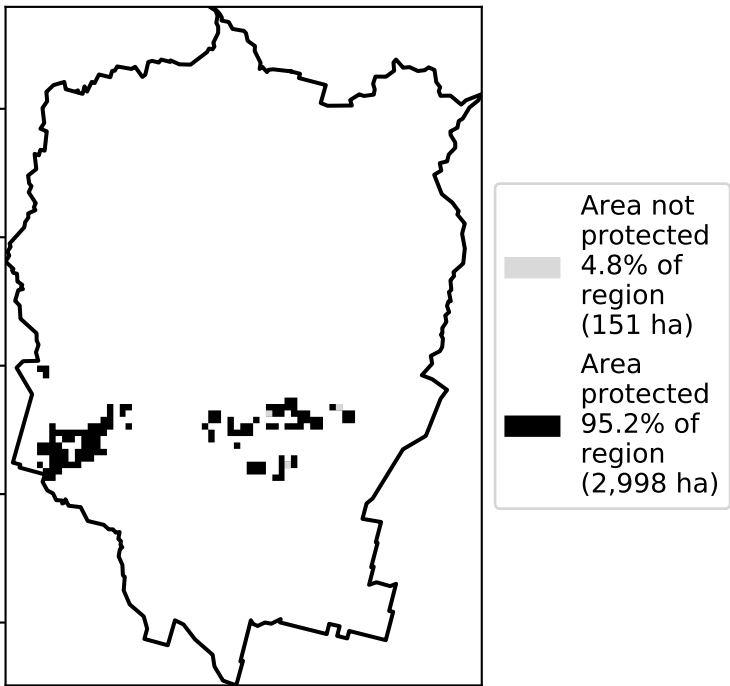 Area not
protected
4.8% of
region
(151 ha)
Area
protected
95.2% of
region
(2,998 ha)